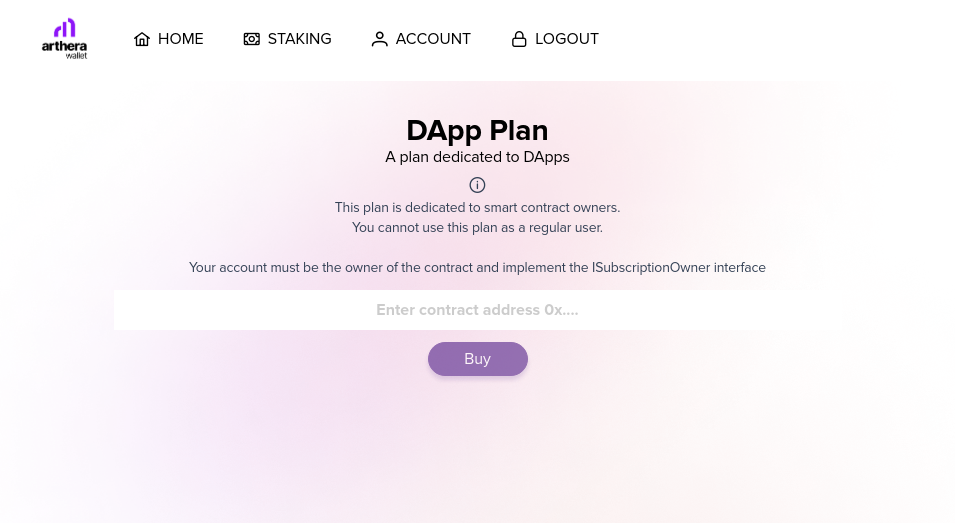 arthera
wallet
HOME
STAKING
ACCOUNT
LOGOUT
DApp Plan
A plan dedicated to DApps
This plan is dedicated to smart contract owners.
You cannot use this plan as a regular user.
Your account must be the owner of the contract and implement the ISubscriptionOwner interface
Enter contract address 0x....
Buy